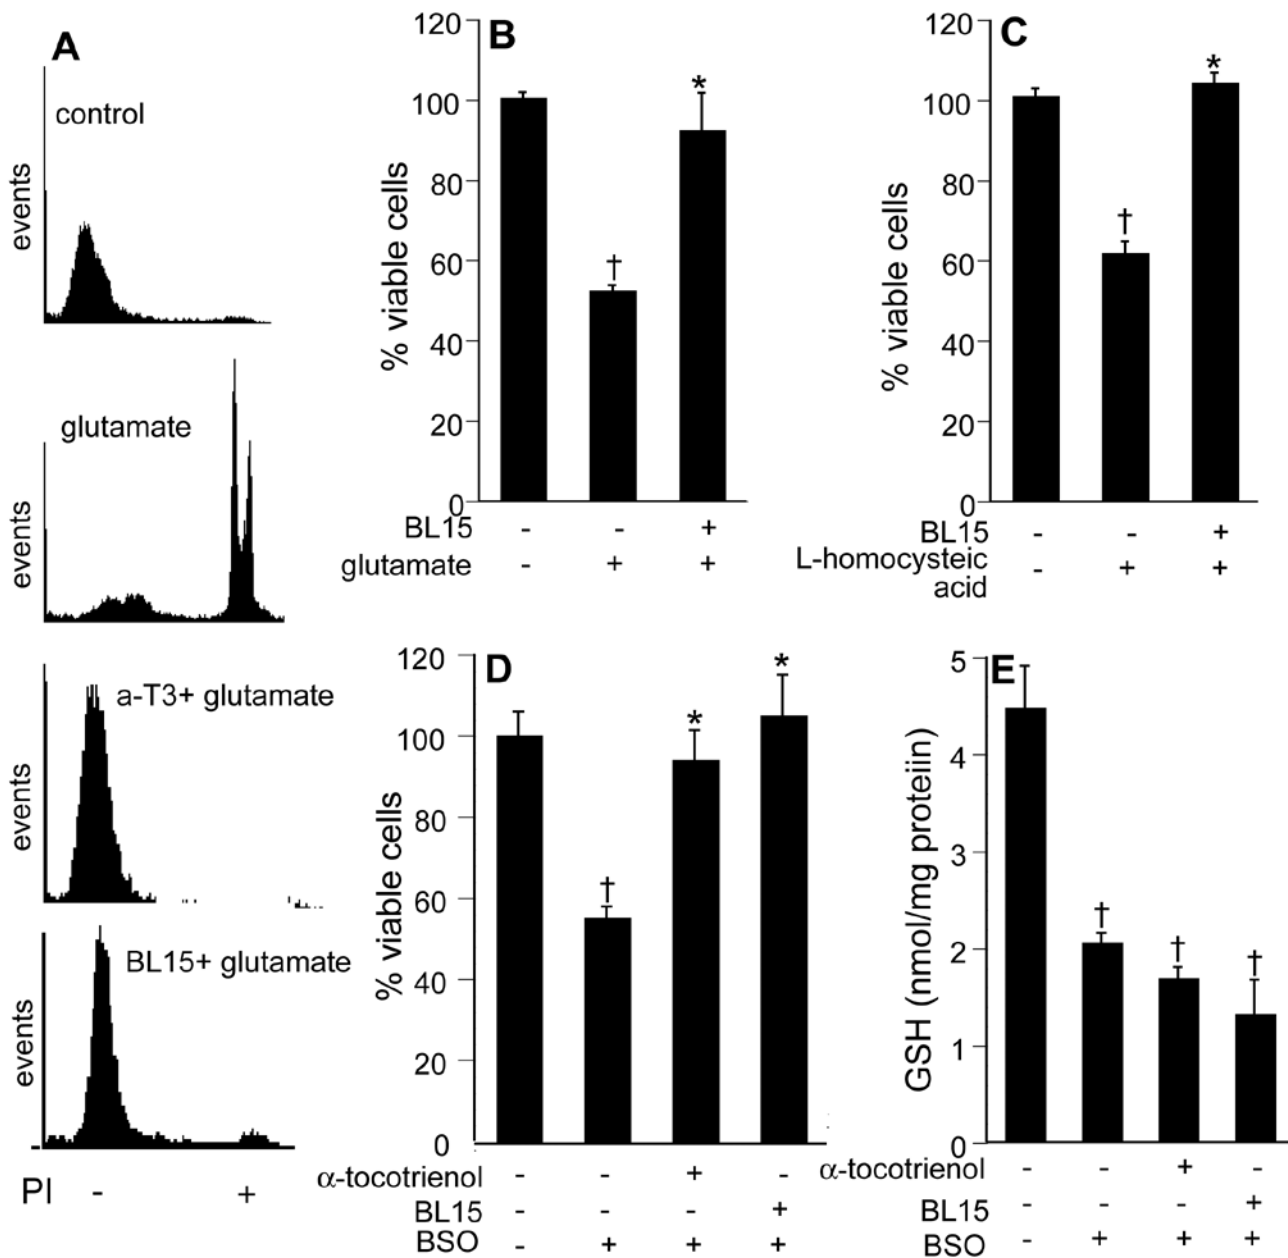 A
control
events
glutamate
events
a-T3+ glutamate
events
BL15+ glutamate
events
PI - +
B
120
100
80
60
40
20
0
% viable cells
*
†
BL15 - - +
glutamate - + +
C
120
100
80
60
40
20
0
% viable cells
*
†
BL15 - - +
L-homocysteic - + +
acid
D
120
100
80
60
40
20
0
% viable cells
†
*
*
α-tocotrienol - - + -
BL15 - - - +
BSO - + + +
E
5
4
3
2
1
0
GSH (nmol/mg proteiin)
†
†
†
α-tocotrienol - - + -
BL15 - - - +
BSO - + + +